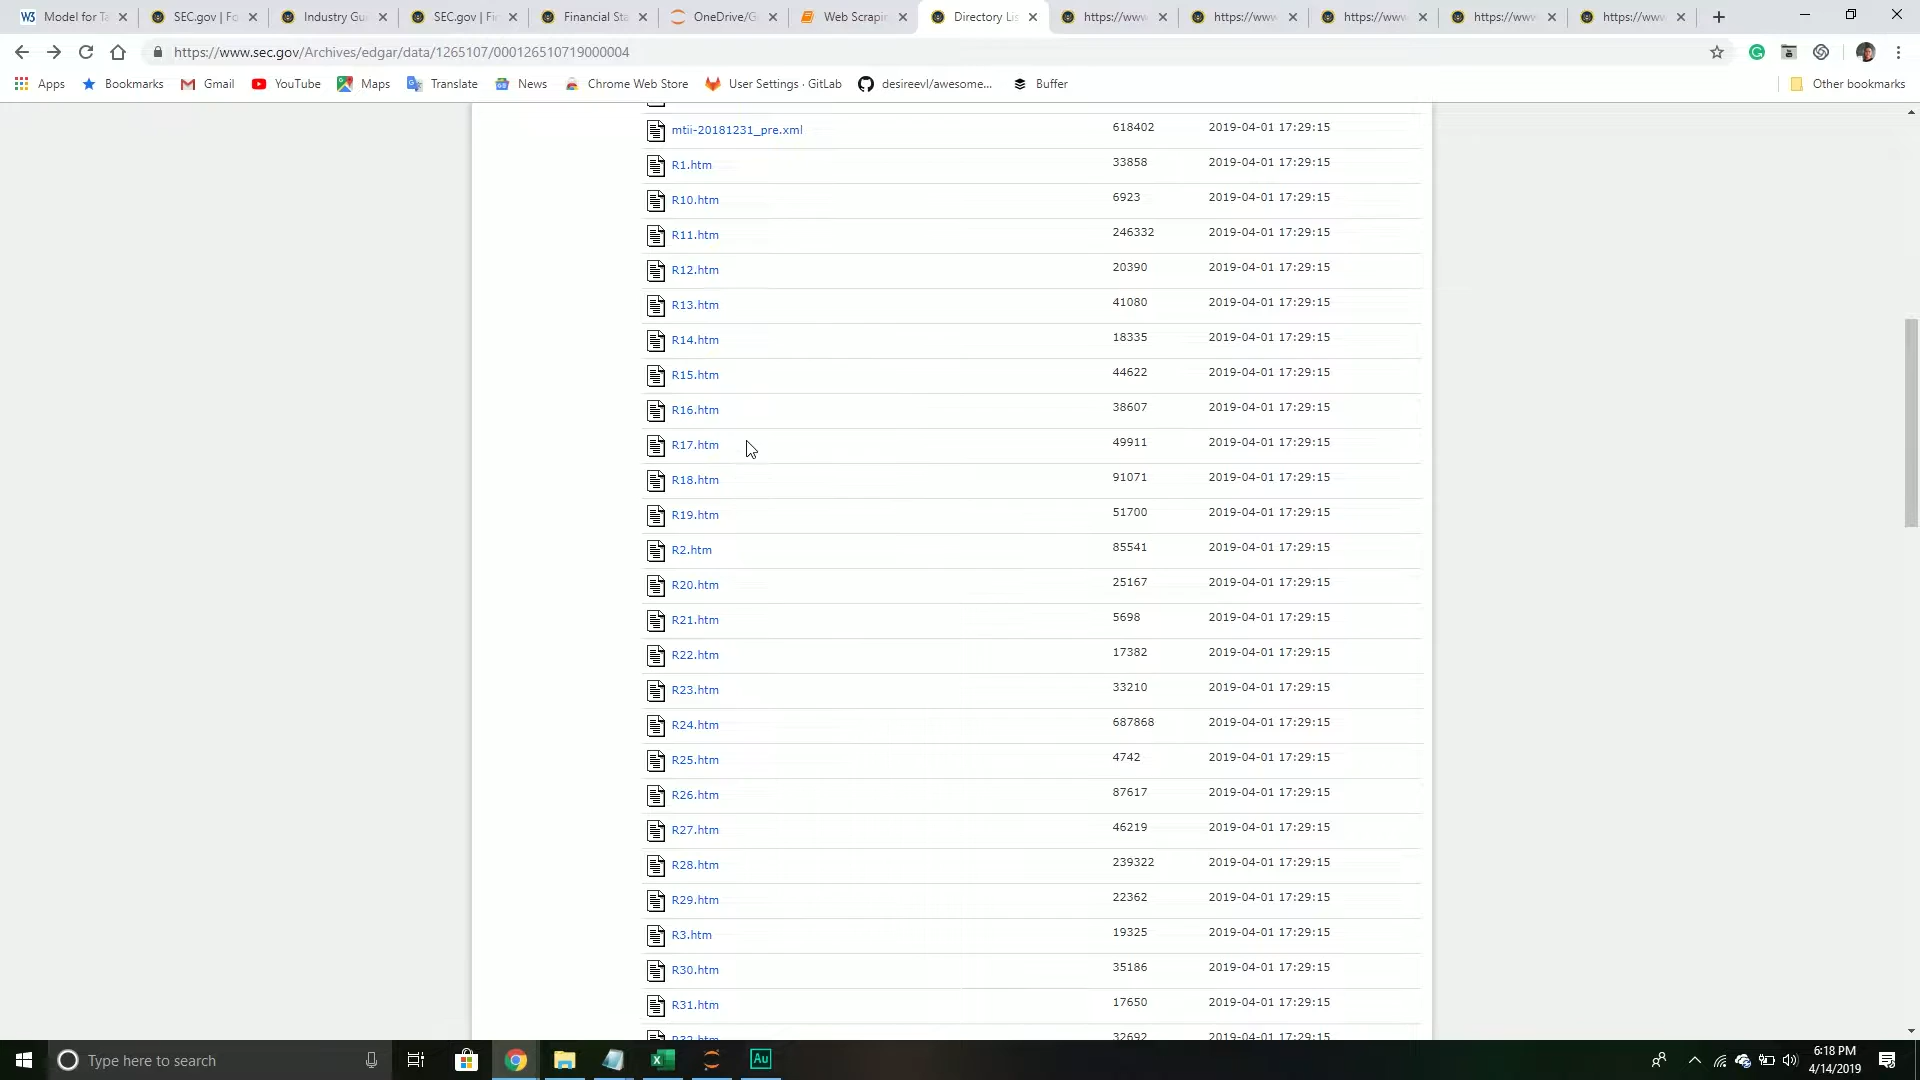 Model for Ta
SEC.gov | Fo
Industry Gu
SEC.gov | Fi
Financial Sta
OneDrive/G
Web Scrapi
Directory Lis
https://www
https://www
https://www
https://www
https://www
https://www.sec.gov/Archives/edgar/data/1265107/000126510719000004
Apps
Bookmarks
Gmail
YouTube
Maps
Translate
News
Chrome Web Store
User Settings · GitLab
desireevl/awesome...
Buffer
Other bookmarks
mtii-20181231_pre.xml 618402 2019-04-01 17:29:15
R1.htm 33858 2019-04-01 17:29:15
R10.htm 6923 2019-04-01 17:29:15
R11.htm 246332 2019-04-01 17:29:15
R12.htm 20390 2019-04-01 17:29:15
R13.htm 41080 2019-04-01 17:29:15
R14.htm 18335 2019-04-01 17:29:15
R15.htm 44622 2019-04-01 17:29:15
R16.htm 38607 2019-04-01 17:29:15
R17.htm 49911 2019-04-01 17:29:15
R18.htm 91071 2019-04-01 17:29:15
R19.htm 51700 2019-04-01 17:29:15
R2.htm 85541 2019-04-01 17:29:15
R20.htm 25167 2019-04-01 17:29:15
R21.htm 5698 2019-04-01 17:29:15
R22.htm 17382 2019-04-01 17:29:15
R23.htm 33210 2019-04-01 17:29:15
R24.htm 687868 2019-04-01 17:29:15
R25.htm 4742 2019-04-01 17:29:15
R26.htm 87617 2019-04-01 17:29:15
R27.htm 46219 2019-04-01 17:29:15
R28.htm 239322 2019-04-01 17:29:15
R29.htm 22362 2019-04-01 17:29:15
R3.htm 19325 2019-04-01 17:29:15
R30.htm 35186 2019-04-01 17:29:15
R31.htm 17650 2019-04-01 17:29:15
R32.htm 32692 2019-04-01 17:29:15
Type here to search
Au
6:18 PM
4/14/2019